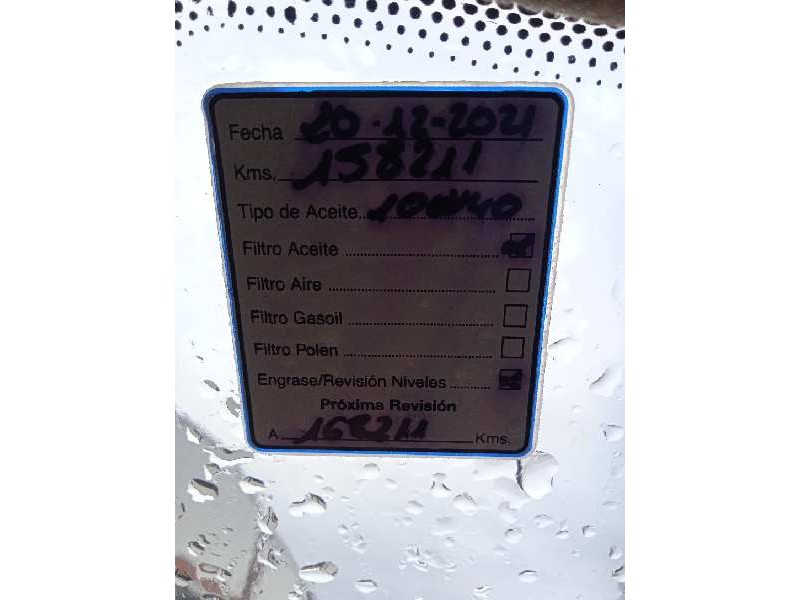 Fecha 20-12-2021
Kms. 158211
Tipo de Aceite.. 10W40
Filtro Aceite
Filtro Aire
Filtro Gasoil
Filtro Polen
Engrase/Revisión Niveles
Próxima Revisión
A 168211 Kms.